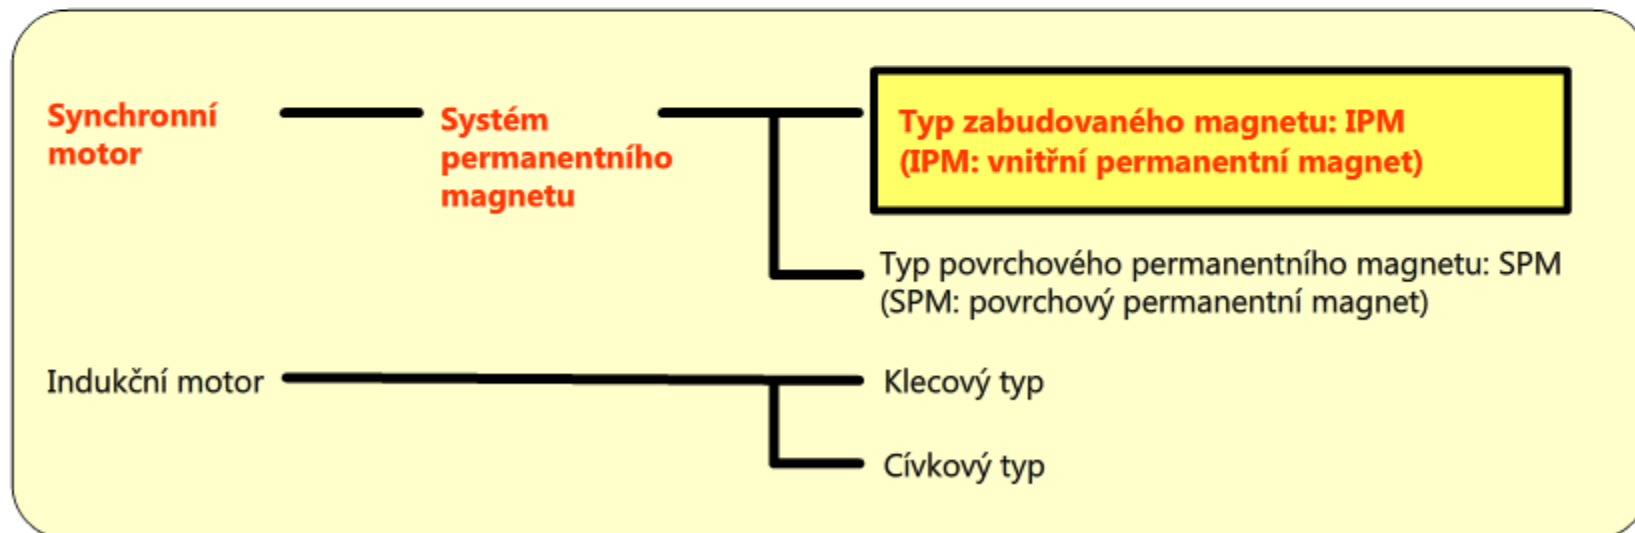 Synchronní
motor
Systém
permanentního
magnetu
Typ zabudovaného magnetu: IPM
(IPM: vnitřní permanentní magnet)
Typ povrchového permanentního magnetu: SPM
(SPM: povrchový permanentní magnet)
Indukční motor
Klecový typ
Cívkový typ